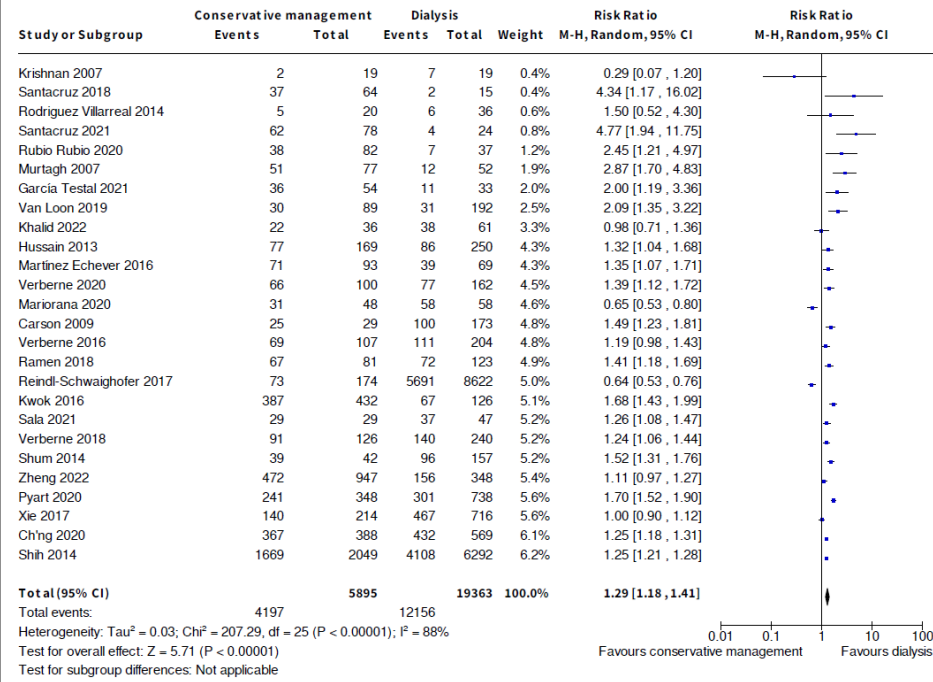 Conservative management Dialysis Risk Ratio Risk Ratio
Study or Subgroup Events Total Events Total Weight M-H, Random, 95% CI M-H, Random, 95% CI
Krishnan 2007 2 19 7 19 0.4% 0.29 [0.07 , 1.20]
Santacruz 2018 37 64 2 15 0.4% 4.34 [1.17 , 16.02]
Rodriguez Villarreal 2014 5 20 6 36 0.6% 1.50 [0.52 , 4.30]
Santacruz 2021 62 78 4 24 0.8% 4.77 [1.94 , 11.75]
Rubio Rubio 2020 38 82 7 37 1.2% 2.45 [1.21 , 4.97]
Murtagh 2007 51 77 12 52 1.9% 2.87 [1.70 , 4.83]
García Testal 2021 36 54 11 33 2.0% 2.00 [1.19 , 3.36]
Van Loon 2019 30 89 31 192 2.5% 2.09 [1.35 , 3.22]
Khalid 2022 22 36 38 61 3.3% 0.98 [0.71 , 1.36]
Hussain 2013 77 169 86 250 4.3% 1.32 [1.04 , 1.68]
Martínez Echever 2016 71 93 39 69 4.3% 1.35 [1.07 , 1.71]
Verberne 2020 66 100 77 162 4.5% 1.39 [1.12 , 1.72]
Mariorana 2020 31 48 58 58 4.6% 0.65 [0.53 , 0.80]
Carson 2009 25 29 100 173 4.8% 1.49 [1.23 , 1.81]
Verberne 2016 69 107 111 204 4.9% 1.19 [0.98 , 1.43]
Ramen 2018 67 81 72 123 4.9% 1.41 [1.18 , 1.69]
Reindl-Schwaighofer 2017 73 174 5691 8622 5.0% 0.64 [0.53 , 0.76]
Kwok 2016 387 432 67 126 5.1% 1.68 [1.43 , 1.99]
Sala 2021 29 29 37 47 5.2% 1.26 [1.08 , 1.47]
Verberne 2018 91 126 140 240 5.2% 1.24 [1.06 , 1.44]
Shum 2014 39 42 96 157 5.2% 1.52 [1.31 , 1.76]
Zheng 2022 472 947 156 348 5.4% 1.11 [0.97 , 1.27]
Pyart 2020 241 348 301 738 5.6% 1.70 [1.52 , 1.90]
Xie 2017 140 214 467 716 5.6% 1.00 [0.90 , 1.12]
Ch'ng 2020 367 388 432 569 6.1% 1.25 [1.18 , 1.31]
Shih 2014 1669 2049 4108 6292 6.2% 1.25 [1.21 , 1.28]
Total (95% CI) 5895 19363 100.0% 1.29 [1.18 , 1.41]
Total events: 4197 12156
Heterogeneity: Tau² = 0.03; Chi² = 207.29, df = 25 (P < 0.00001); I² = 88%
0.01 0.1 1 10 100
Test for overall effect: Z = 5.71 (P < 0.00001) Favours conservative management Favours dialysis
Test for subgroup differences: Not applicable